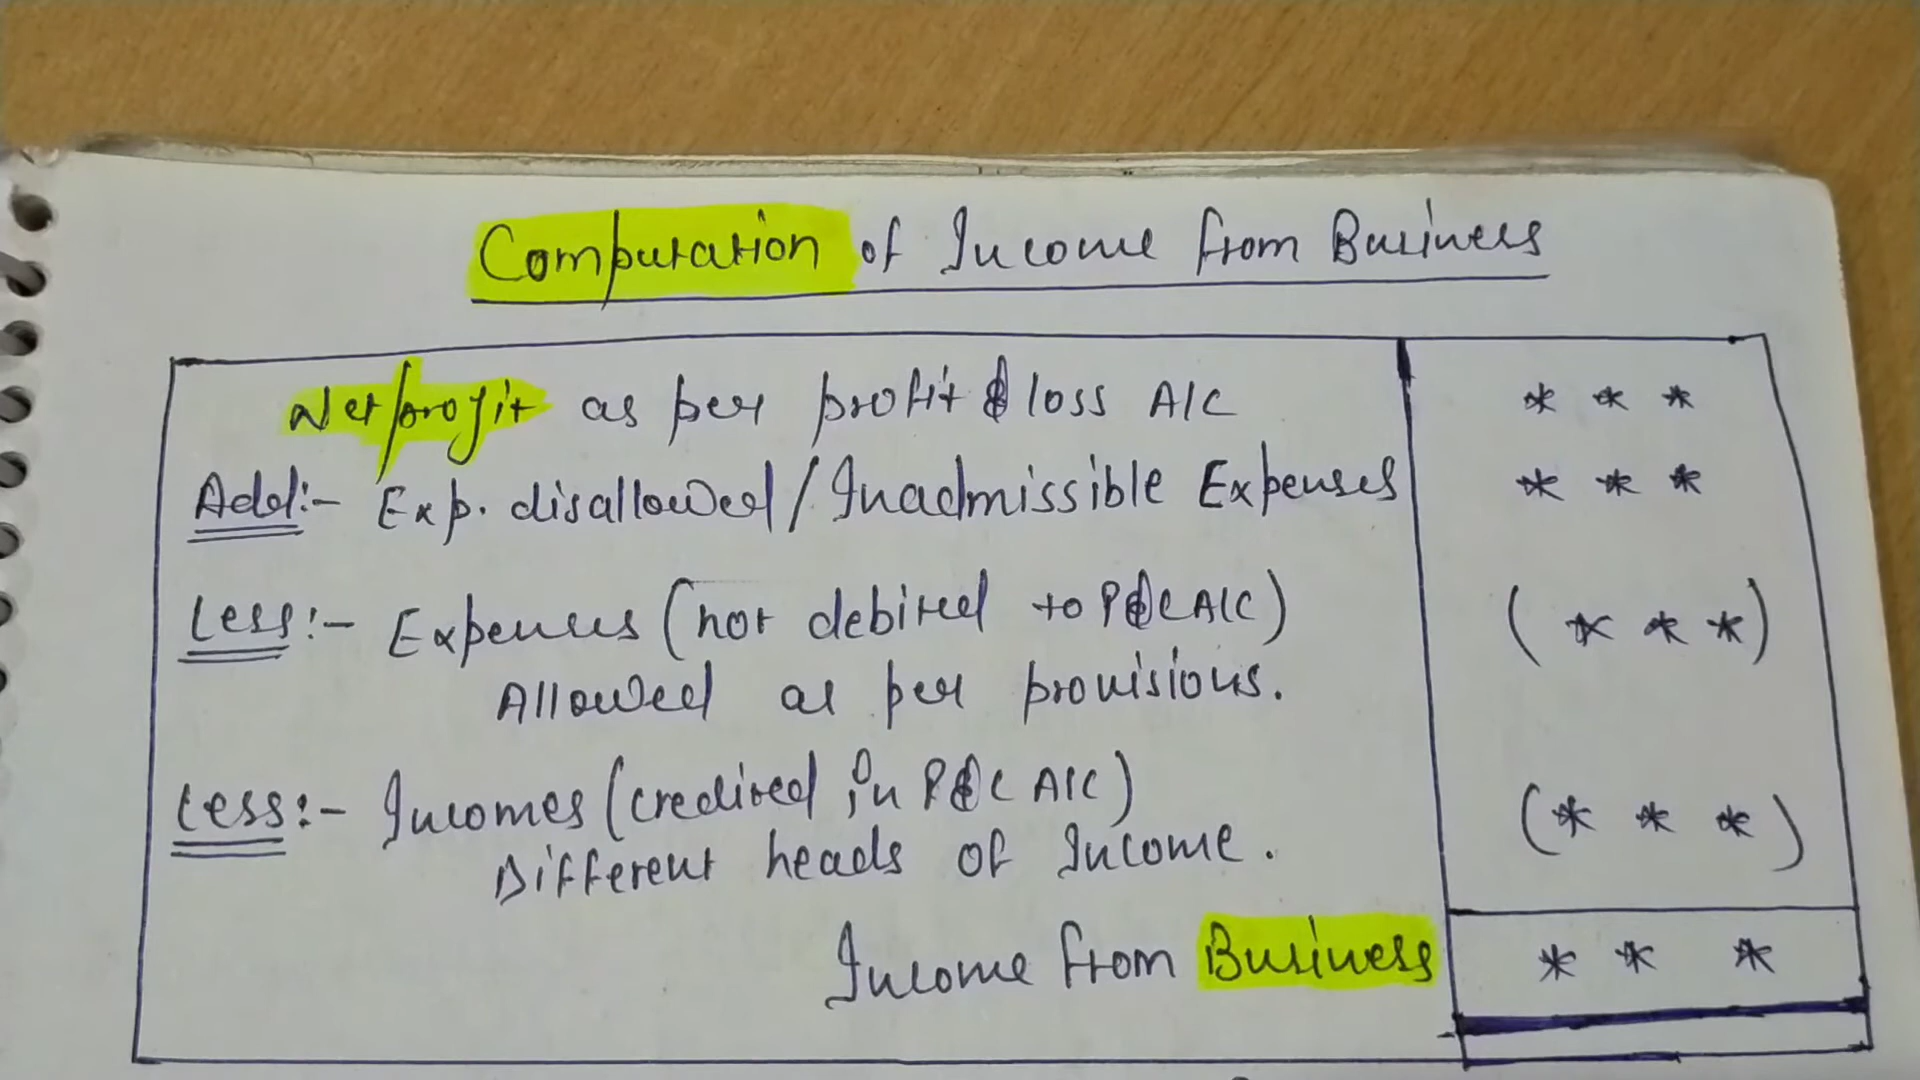 Computation of Income from Business
Net profit as per profit & loss A/C * * *
Add:- Exp. disallowed/Inadmissible Expenses * * *
Less:- Expenses (not debited to P&L A/C) (* * *)
Allowed as per provisions.
Less:- Incomes (credited in P&L A/C) (* * *)
Different heads of Income.
Income from Business * * *